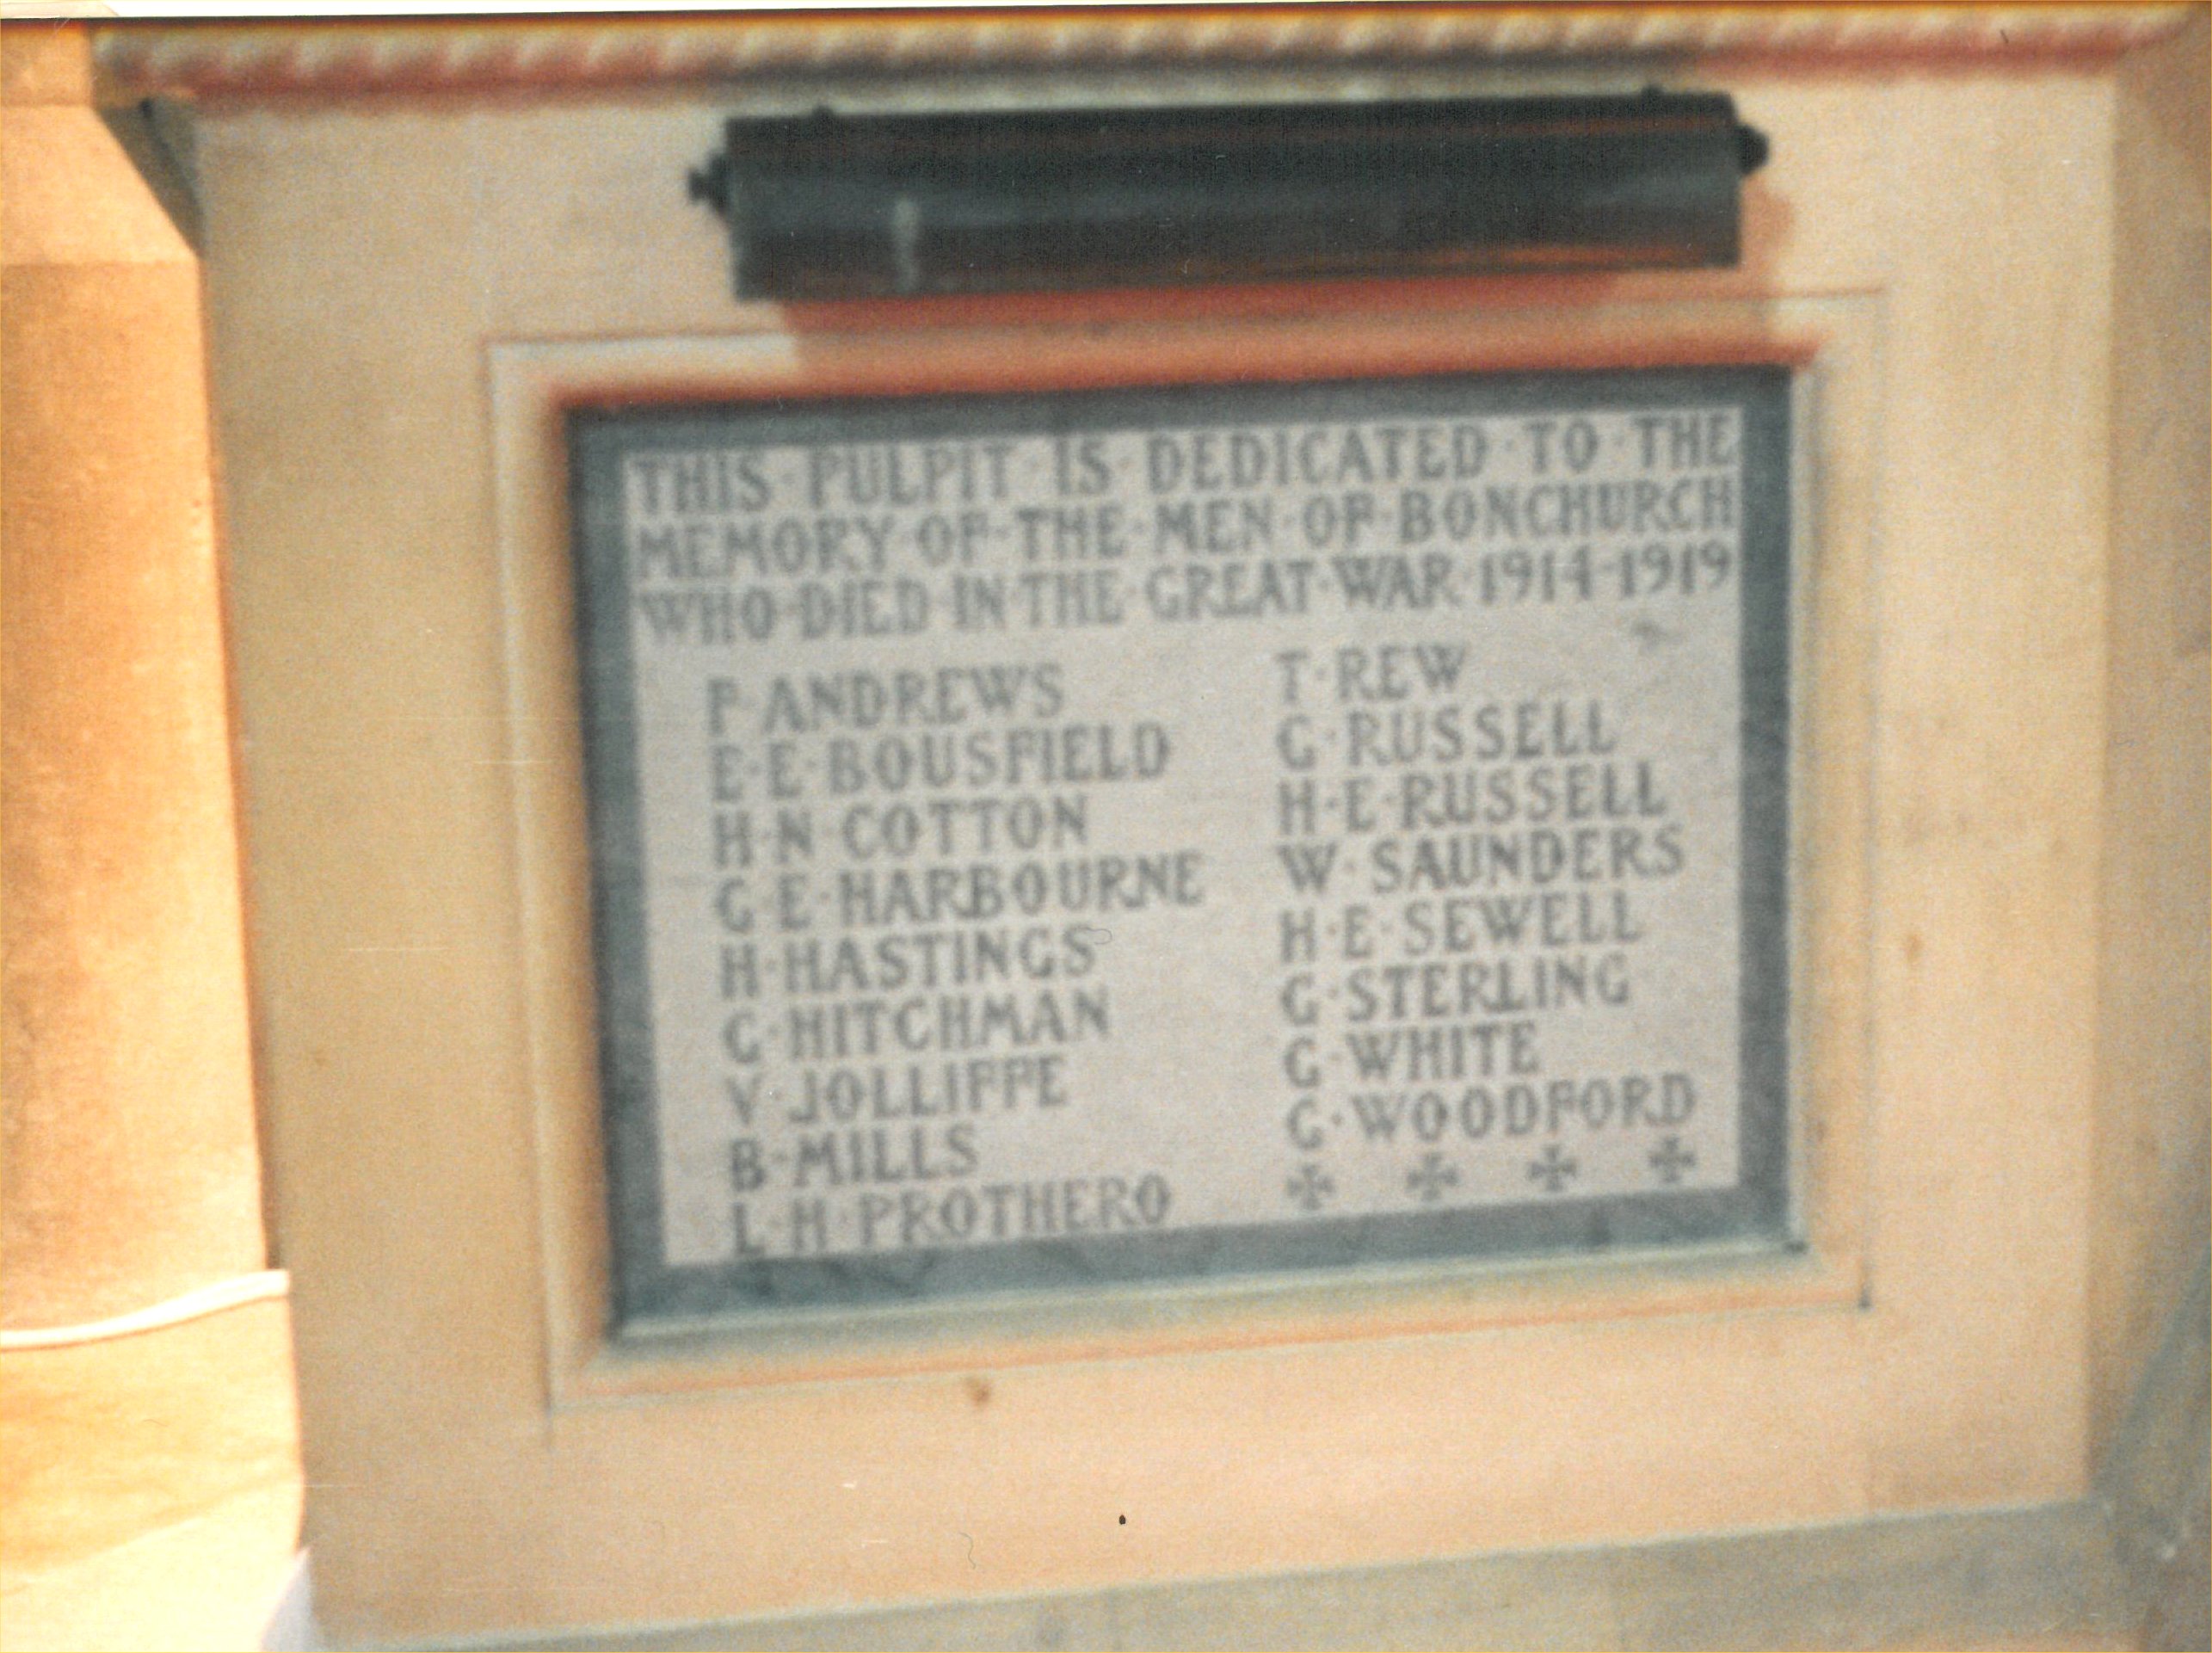 THIS·PULPIT·IS·DEDICATED·TO·THE
MEMORY·OF·THE·MEN·OF·BONCHURCH
WHO·DIED·IN·THE·GREAT·WAR·1914-1919
F·ANDREWS
E·E·BOUSFIELD
H·N·COTTON
G·E·HARBOURNE
H·HASTINGS
G·HITCHMAN
V·JOLLIFFE
B·MILLS
L·H·PROTHERO
T·REW
G·RUSSELL
H·E·RUSSELL
W·SAUNDERS
H·E·SEWELL
G·STERLING
G·WHITE
G·WOODFORD